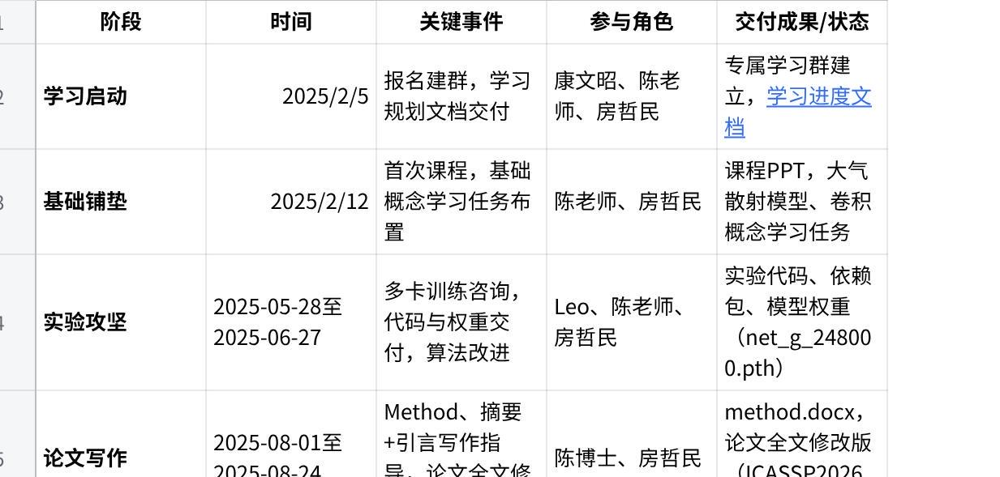 1
阶段
时间
关键事件
参与角色
交付成果/状态
2
学习启动
2025/2/5
报名建群，学习
规划文档交付
康文昭、陈老
师、房哲民
专属学习群建
立，学习进度文
档
3
基础铺垫
2025/2/12
首次课程，基础
概念学习任务布
置
陈老师、房哲民
课程PPT，大气
散射模型、卷积
概念学习任务
4
实验攻坚
2025-05-28至
2025-06-27
多卡训练咨询，
代码与权重交
付，算法改进
Leo、陈老师、
房哲民
实验代码、依赖
包、模型权重
（net_g_24800
0.pth）
5
论文写作
2025-08-01至
2025-08-24
Method、摘要
+引言写作指
导，论文全文修
陈博士、房哲民
method.docx，
论文全文修改版
（ICASSP2026